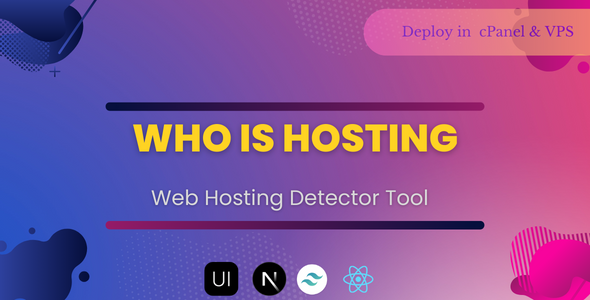 Deploy in cPanel & VPS
WHO IS HOSTING
Web Hosting Detector Tool
UI
N